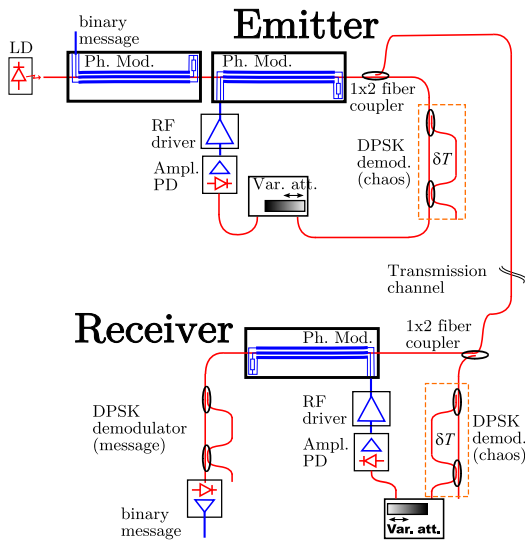 Emitter
binary
message
LD
Ph. Mod.
Ph. Mod.
1x2 fiber
coupler
RF
driver
DPSK
demod.
(chaos)
δT
Ampl.
PD
Var. att.
Transmission
channel
Receiver
Ph. Mod.
1x2 fiber
coupler
DPSK
demodulator
(message)
RF
driver
Ampl.
PD
δT
DPSK
demod.
(chaos)
binary
message
Var. att.